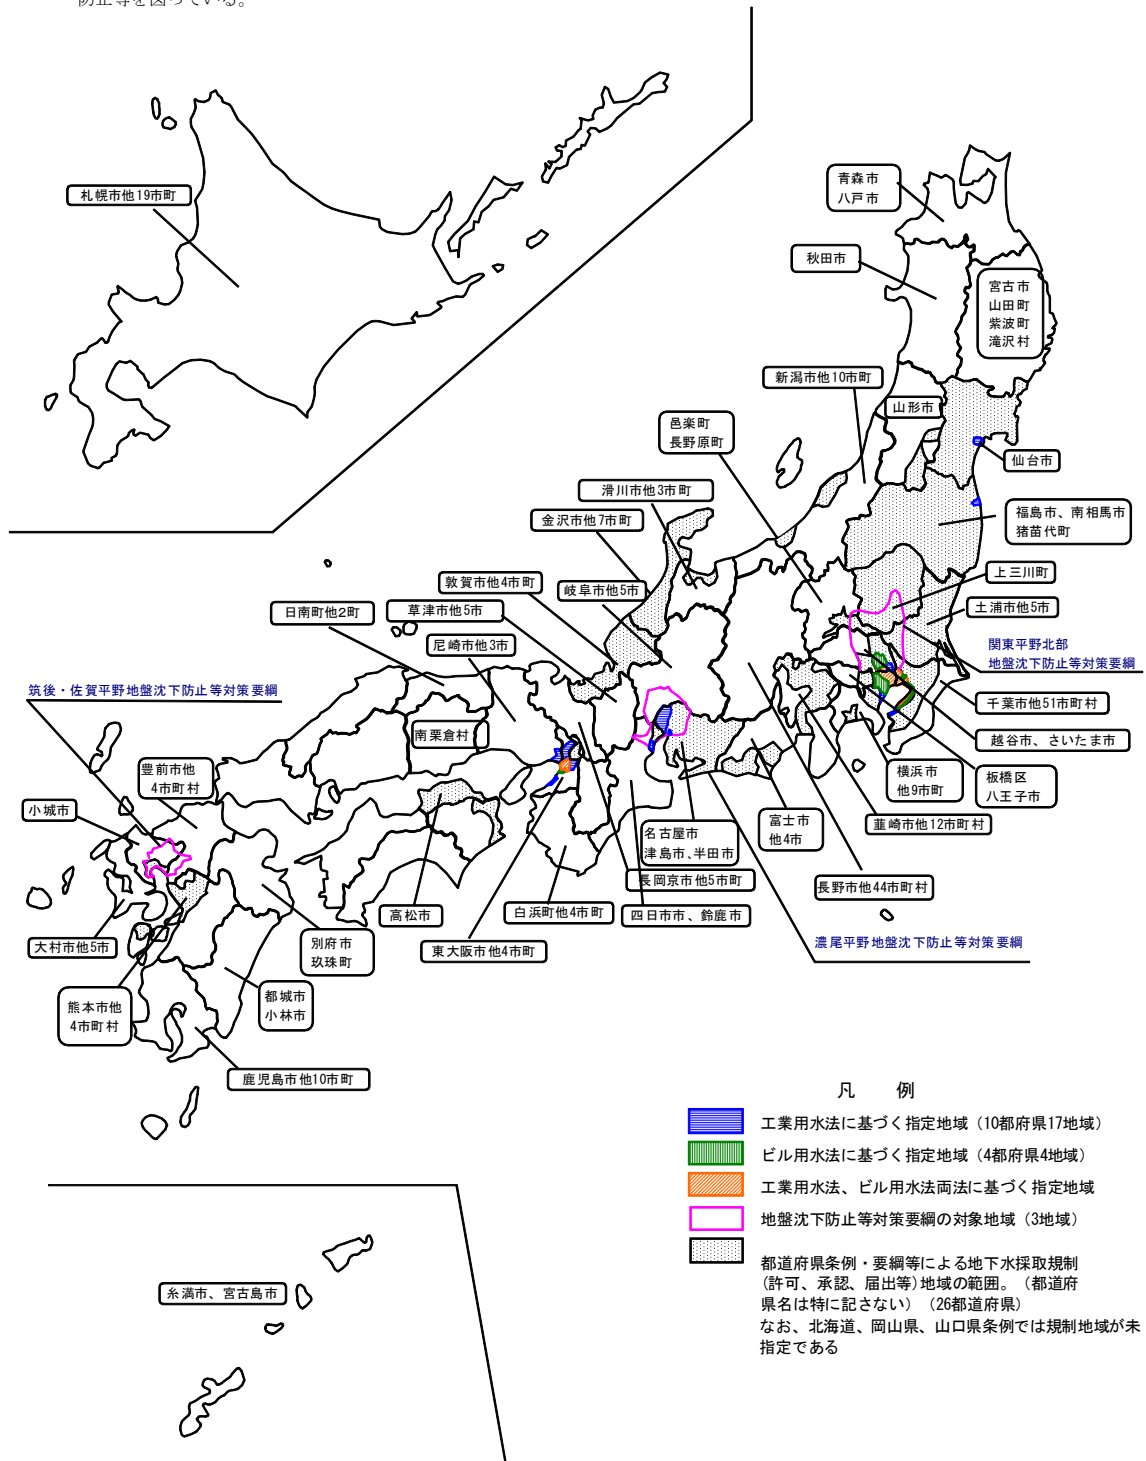 防止等を図っている。
札幌市他19市町
青森市
八戸市
秋田市
宮古市
山田町
紫波町
滝沢村
新潟市他10市町
山形市
邑楽町
長野原町
仙台市
滑川市他3市町
金沢市他7市町
福島市、南相馬市
猪苗代町
敦賀市他4市町
岐阜市他5市
上三川町
日南町他2町
草津市他5市
土浦市他5市
尼崎市他3市
関東平野北部
地盤沈下防止等対策要綱
筑後・佐賀平野地盤沈下防止等対策要綱
千葉市他51市町村
南栗倉村
越谷市、さいたま市
豊前市他
4市町村
横浜市
他9市町
板橋区
八王子市
小城市
富士市
他4市
韮崎市他12市町村
名古屋市
津島市、半田市
長岡京市他5市町
長野市他44市町村
高松市
白浜町他4市町
四日市市、鈴鹿市
大村市他5市
別府市
玖珠町
東大阪市他4市町
濃尾平野地盤沈下防止等対策要綱
熊本市他
4市町村
都城市
小林市
鹿児島市他10市町
凡　例
工業用水法に基づく指定地域（10都府県17地域）
ビル用水法に基づく指定地域（4都府県4地域）
工業用水法、ビル用水法両法に基づく指定地域
地盤沈下防止等対策要綱の対象地域（3地域）
都道府県条例・要綱等による地下水採取規制
(許可、承認、届出等)地域の範囲。（都道府
県名は特に記さない）（26都道府県）
なお、北海道、岡山県、山口県条例では規制地域が未
指定である
糸満市、宮古島市